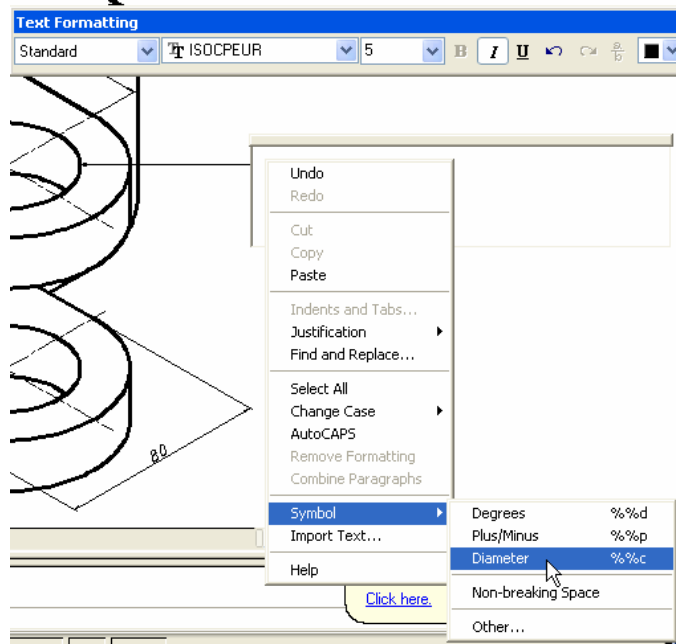 Text Formatting
Standard ISOCPEUR 5 B I U a/b
Undo
Redo
Cut
Copy
Paste
Indents and Tabs...
Justification
Find and Replace...
Select All
Change Case
AutoCAPS
Remove Formatting
Combine Paragraphs
80
Symbol
Import Text...
Help
Degrees %%d
Plus/Minus %%p
Diameter %%c
Non-breaking Space
Other...
Click here.